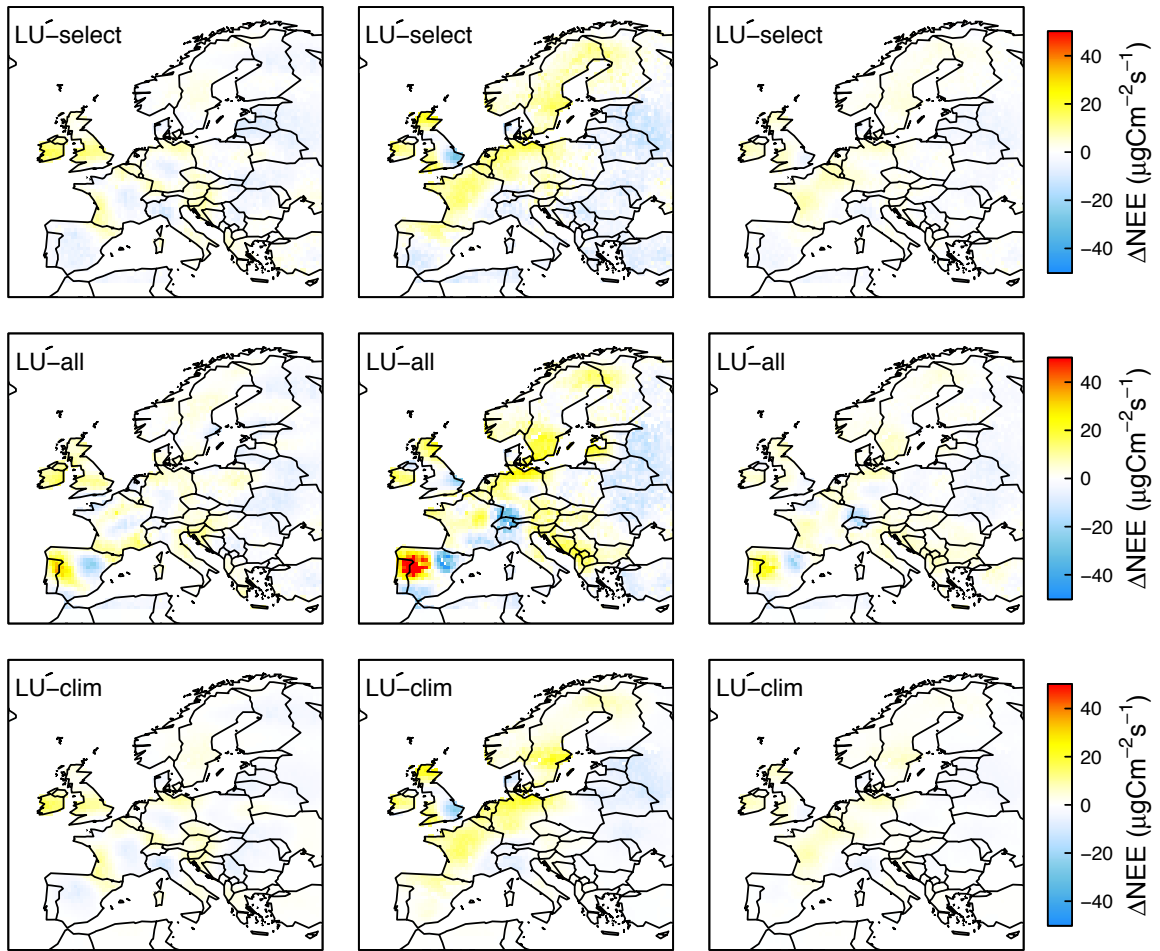 LU−select LU−select LU−select
40
20
0
−20
−40
ΔNEE (μgCm⁻²s⁻¹)
LU−all LU−all LU−all
40
20
0
−20
−40
ΔNEE (μgCm⁻²s⁻¹)
LU−clim LU−clim LU−clim
40
20
0
−20
−40
ΔNEE (μgCm⁻²s⁻¹)